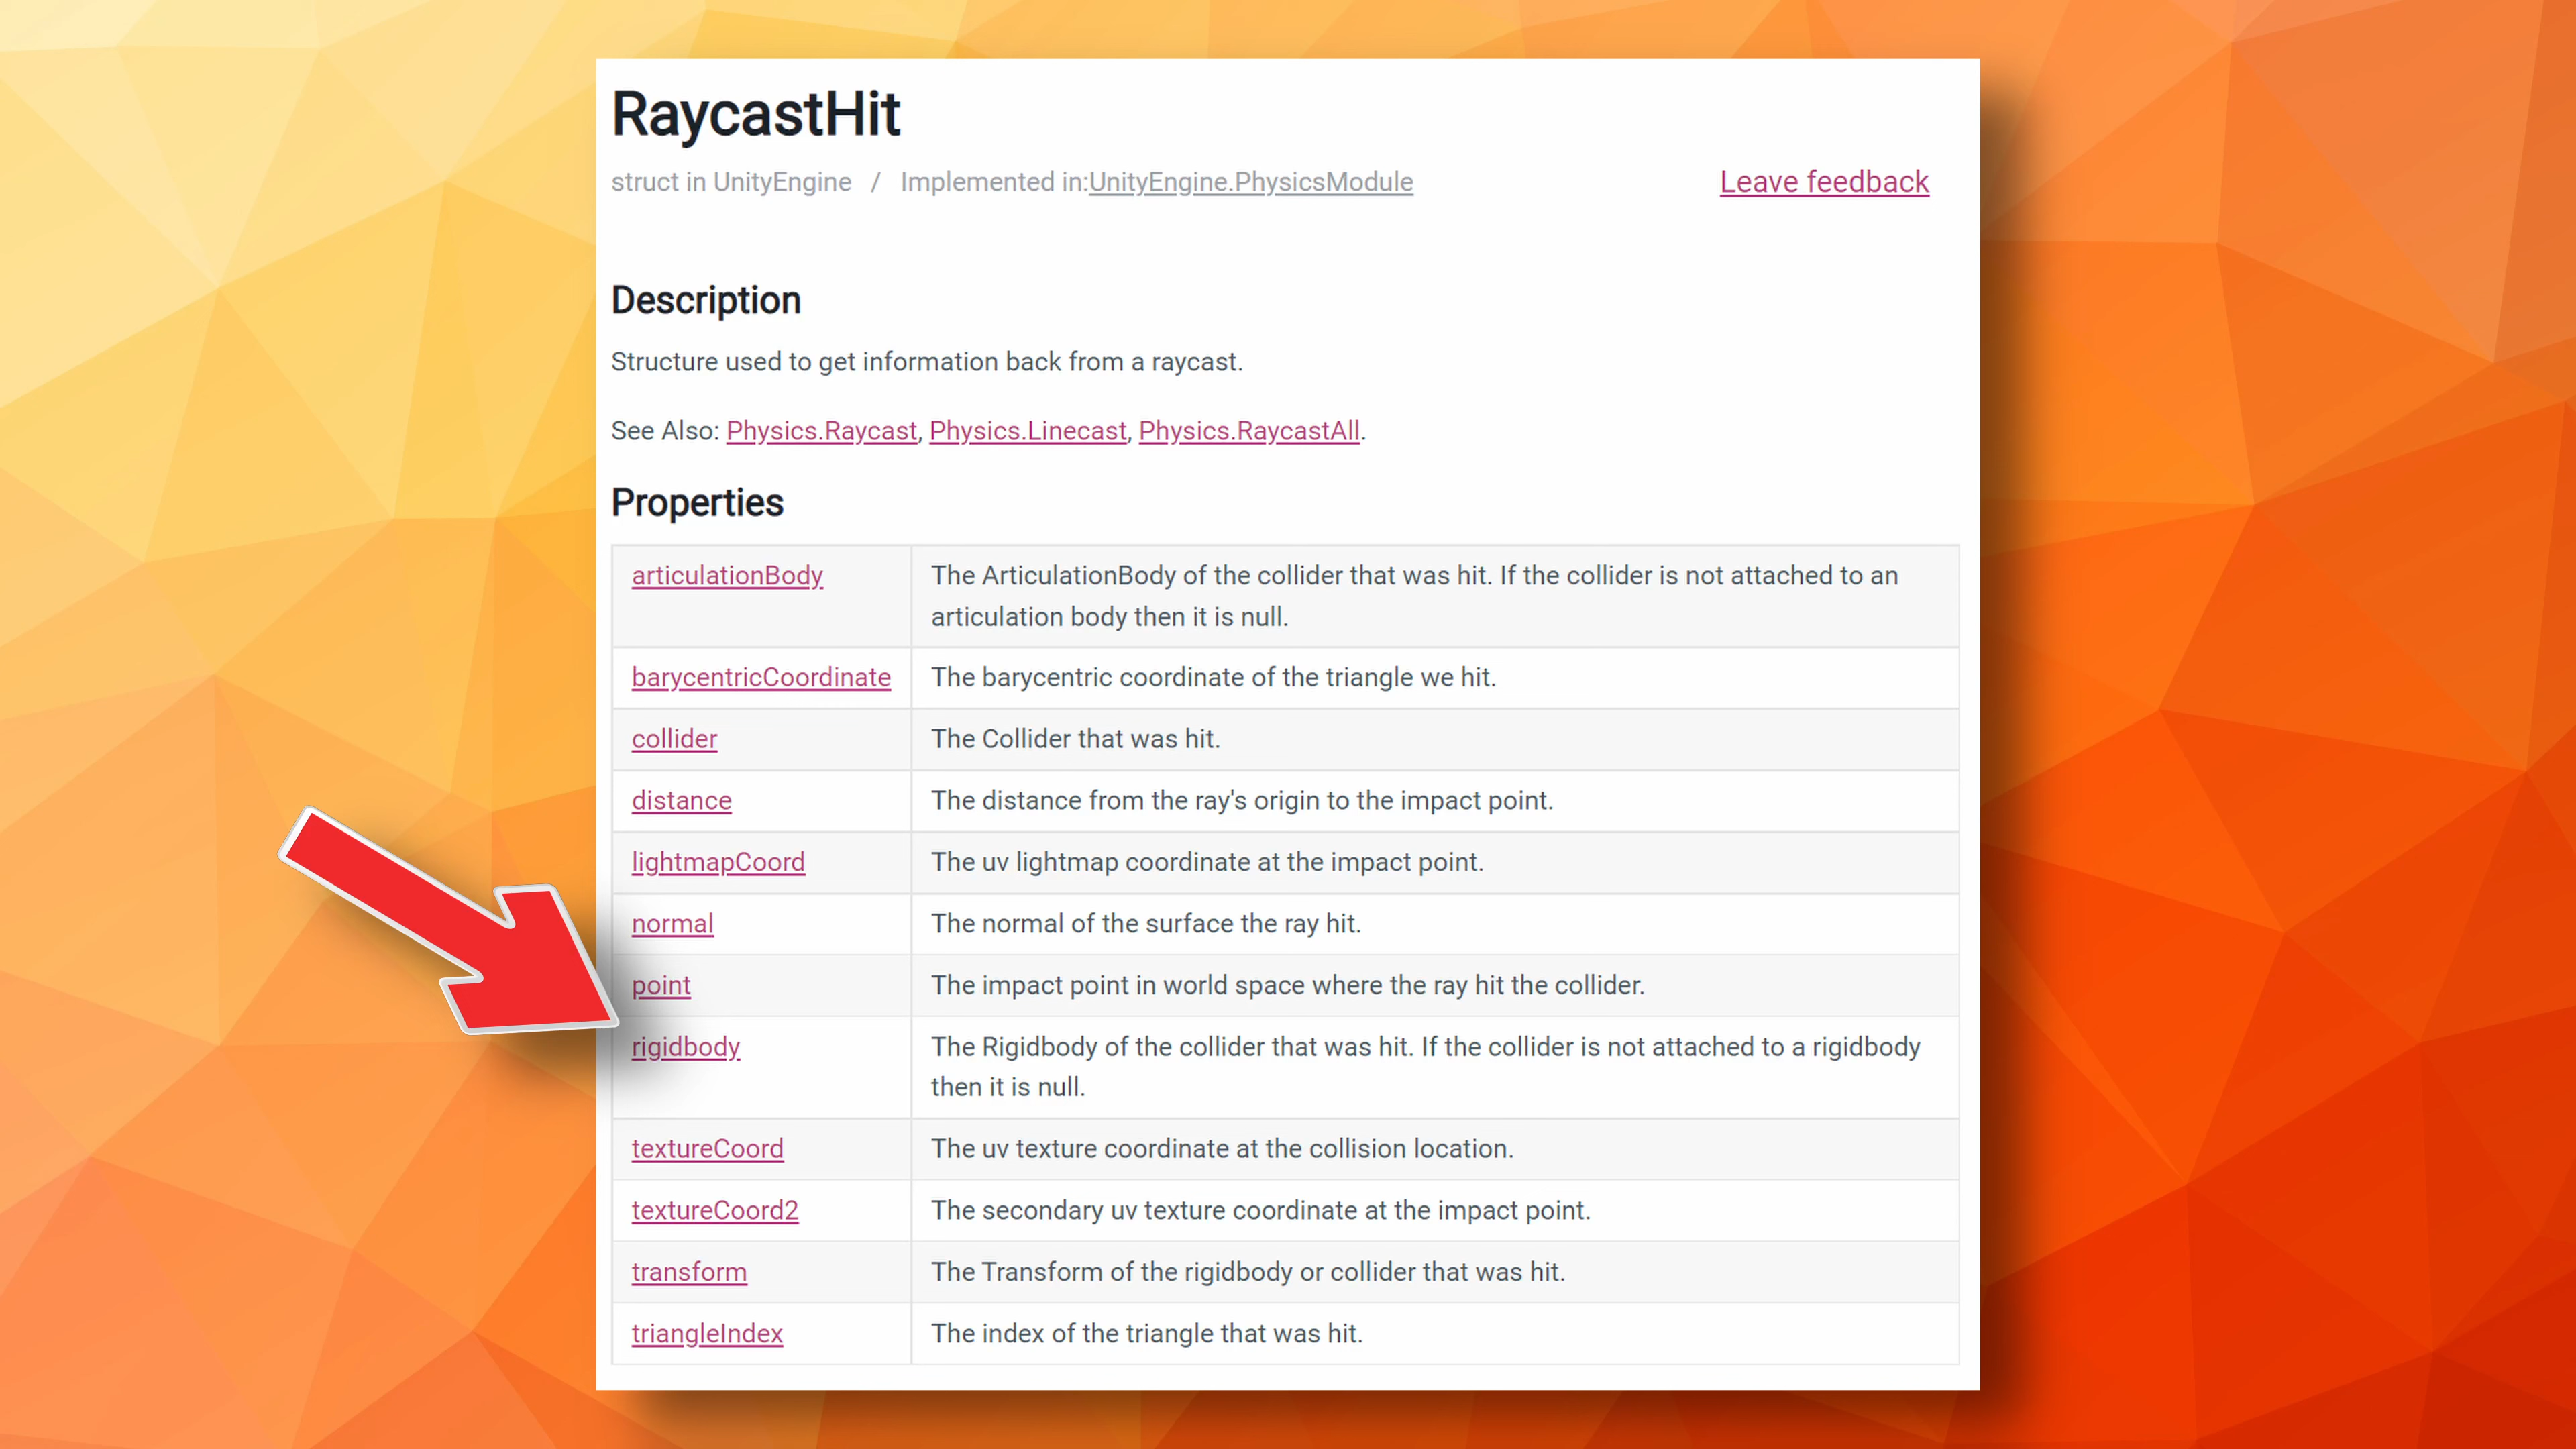 RaycastHit
struct in UnityEngine / Implemented in:UnityEngine.PhysicsModule
Leave feedback
Description
Structure used to get information back from a raycast.
See Also: Physics.Raycast, Physics.Linecast, Physics.RaycastAll.
Properties
articulationBody The ArticulationBody of the collider that was hit. If the collider is not attached to an
articulation body then it is null.
barycentricCoordinate The barycentric coordinate of the triangle we hit.
collider The Collider that was hit.
distance The distance from the ray's origin to the impact point.
lightmapCoord The uv lightmap coordinate at the impact point.
normal The normal of the surface the ray hit.
point The impact point in world space where the ray hit the collider.
rigidbody The Rigidbody of the collider that was hit. If the collider is not attached to a rigidbody
then it is null.
textureCoord The uv texture coordinate at the collision location.
textureCoord2 The secondary uv texture coordinate at the impact point.
transform The Transform of the rigidbody or collider that was hit.
triangleIndex The index of the triangle that was hit.